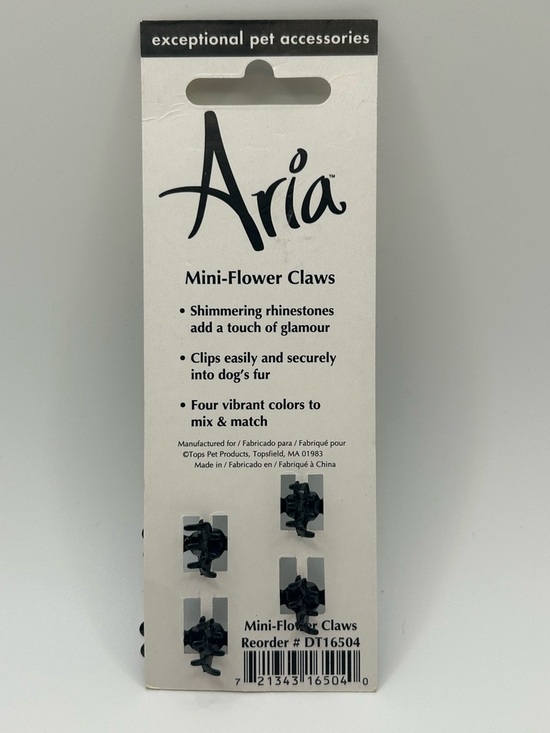 exceptional pet accessories
Aria™
Mini-Flower Claws
• Shimmering rhinestones
add a touch of glamour
• Clips easily and securely
into dog's fur
• Four vibrant colors to
mix & match
Manufactured for / Fabricado para / Fabriqué pour
©Tops Pet Products, Topsfield, MA 01983
Made in / Fabricado en / Fabriqué à China
Mini-Flower Claws
Reorder # DT16504
7 21343 16504 0